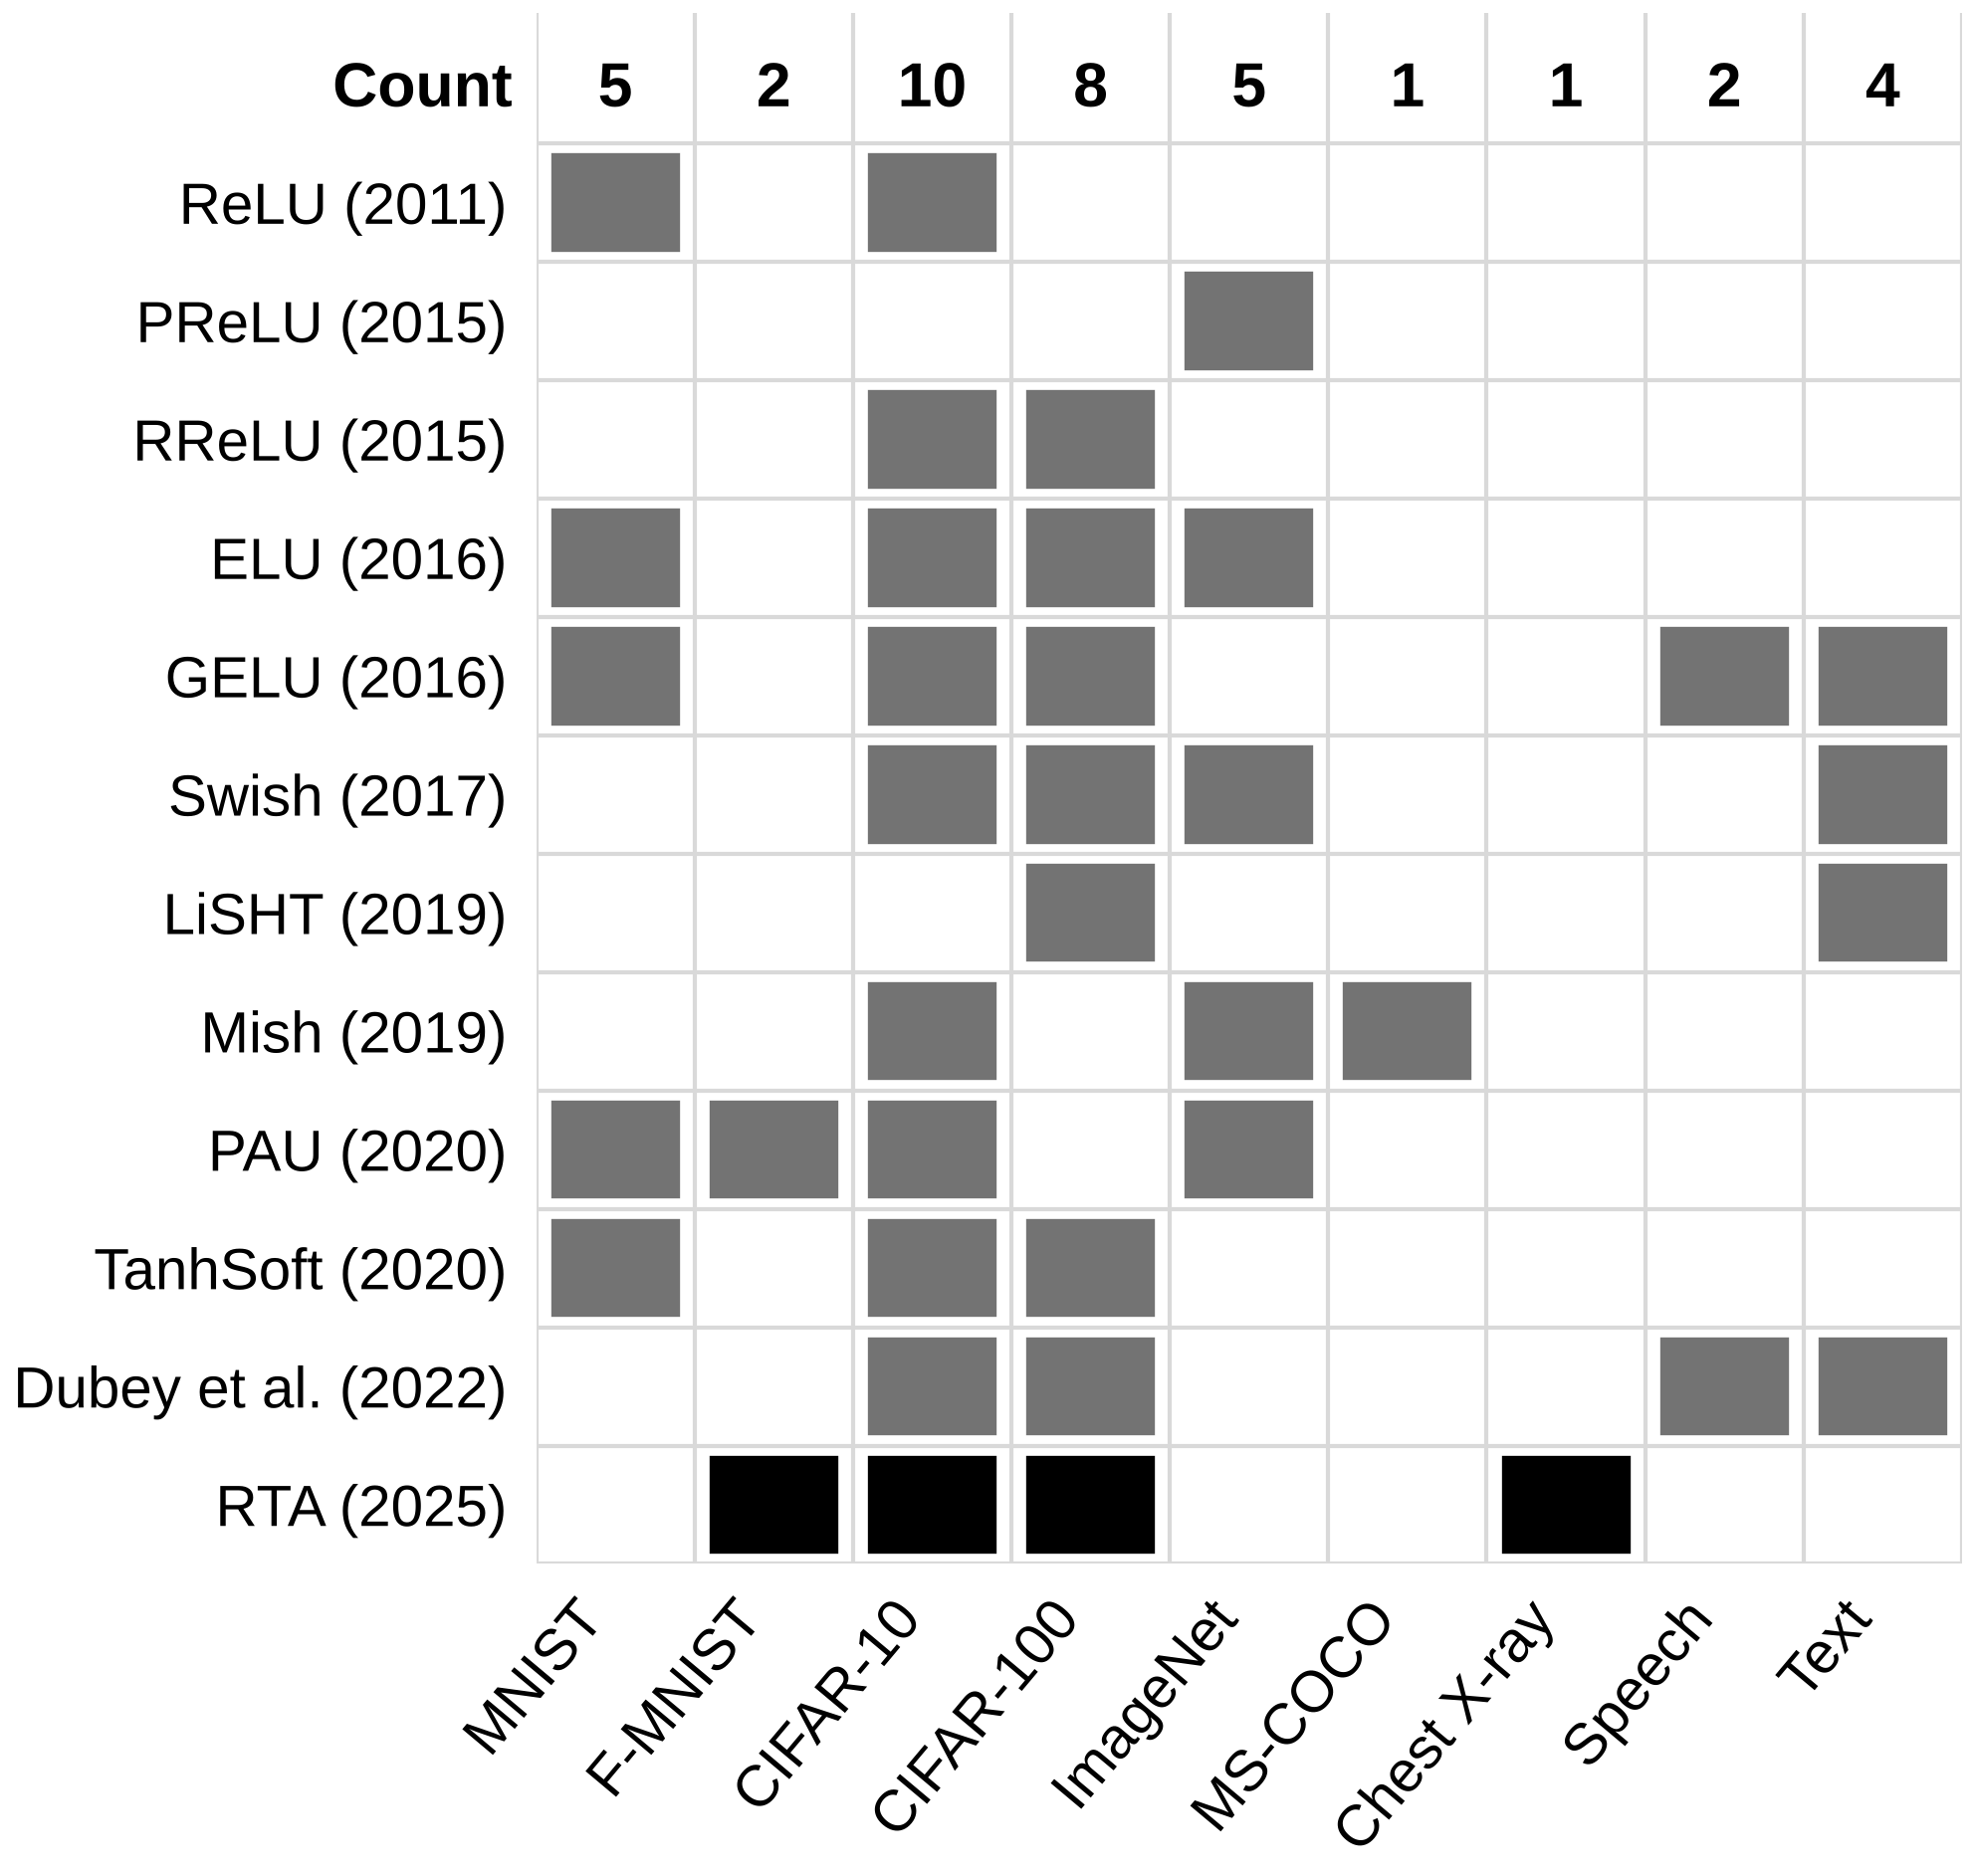 Count 5 2 10 8 5 1 1 2 4
ReLU (2011)
PReLU (2015)
RReLU (2015)
ELU (2016)
GELU (2016)
Swish (2017)
LiSHT (2019)
Mish (2019)
PAU (2020)
TanhSoft (2020)
Dubey et al. (2022)
RTA (2025)
MNIST
F-MNIST
CIFAR-10
CIFAR-100
ImageNet
MS-COCO
Chest X-ray
Speech
Text